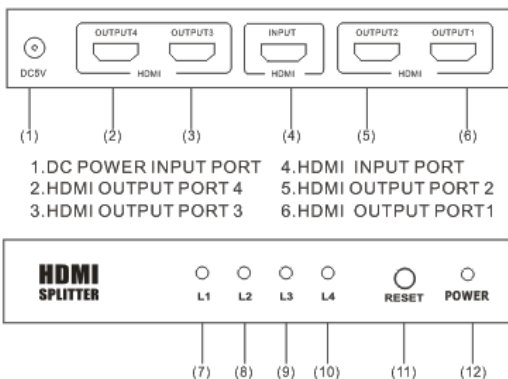 OUTPUT4 OUTPUT3 INPUT OUTPUT2 OUTPUT1
DC5V HDMI HDMI HDMI
(1) (2) (3) (4) (5) (6)
1.DC POWER INPUT PORT 4.HDMI INPUT PORT
2.HDMI OUTPUT PORT 4 5.HDMI OUTPUT PORT 2
3.HDMI OUTPUT PORT 3 6.HDMI OUTPUT PORT1
HDMI
SPLITTER
L1 L2 L3 L4 RESET POWER
(7) (8) (9) (10) (11) (12)